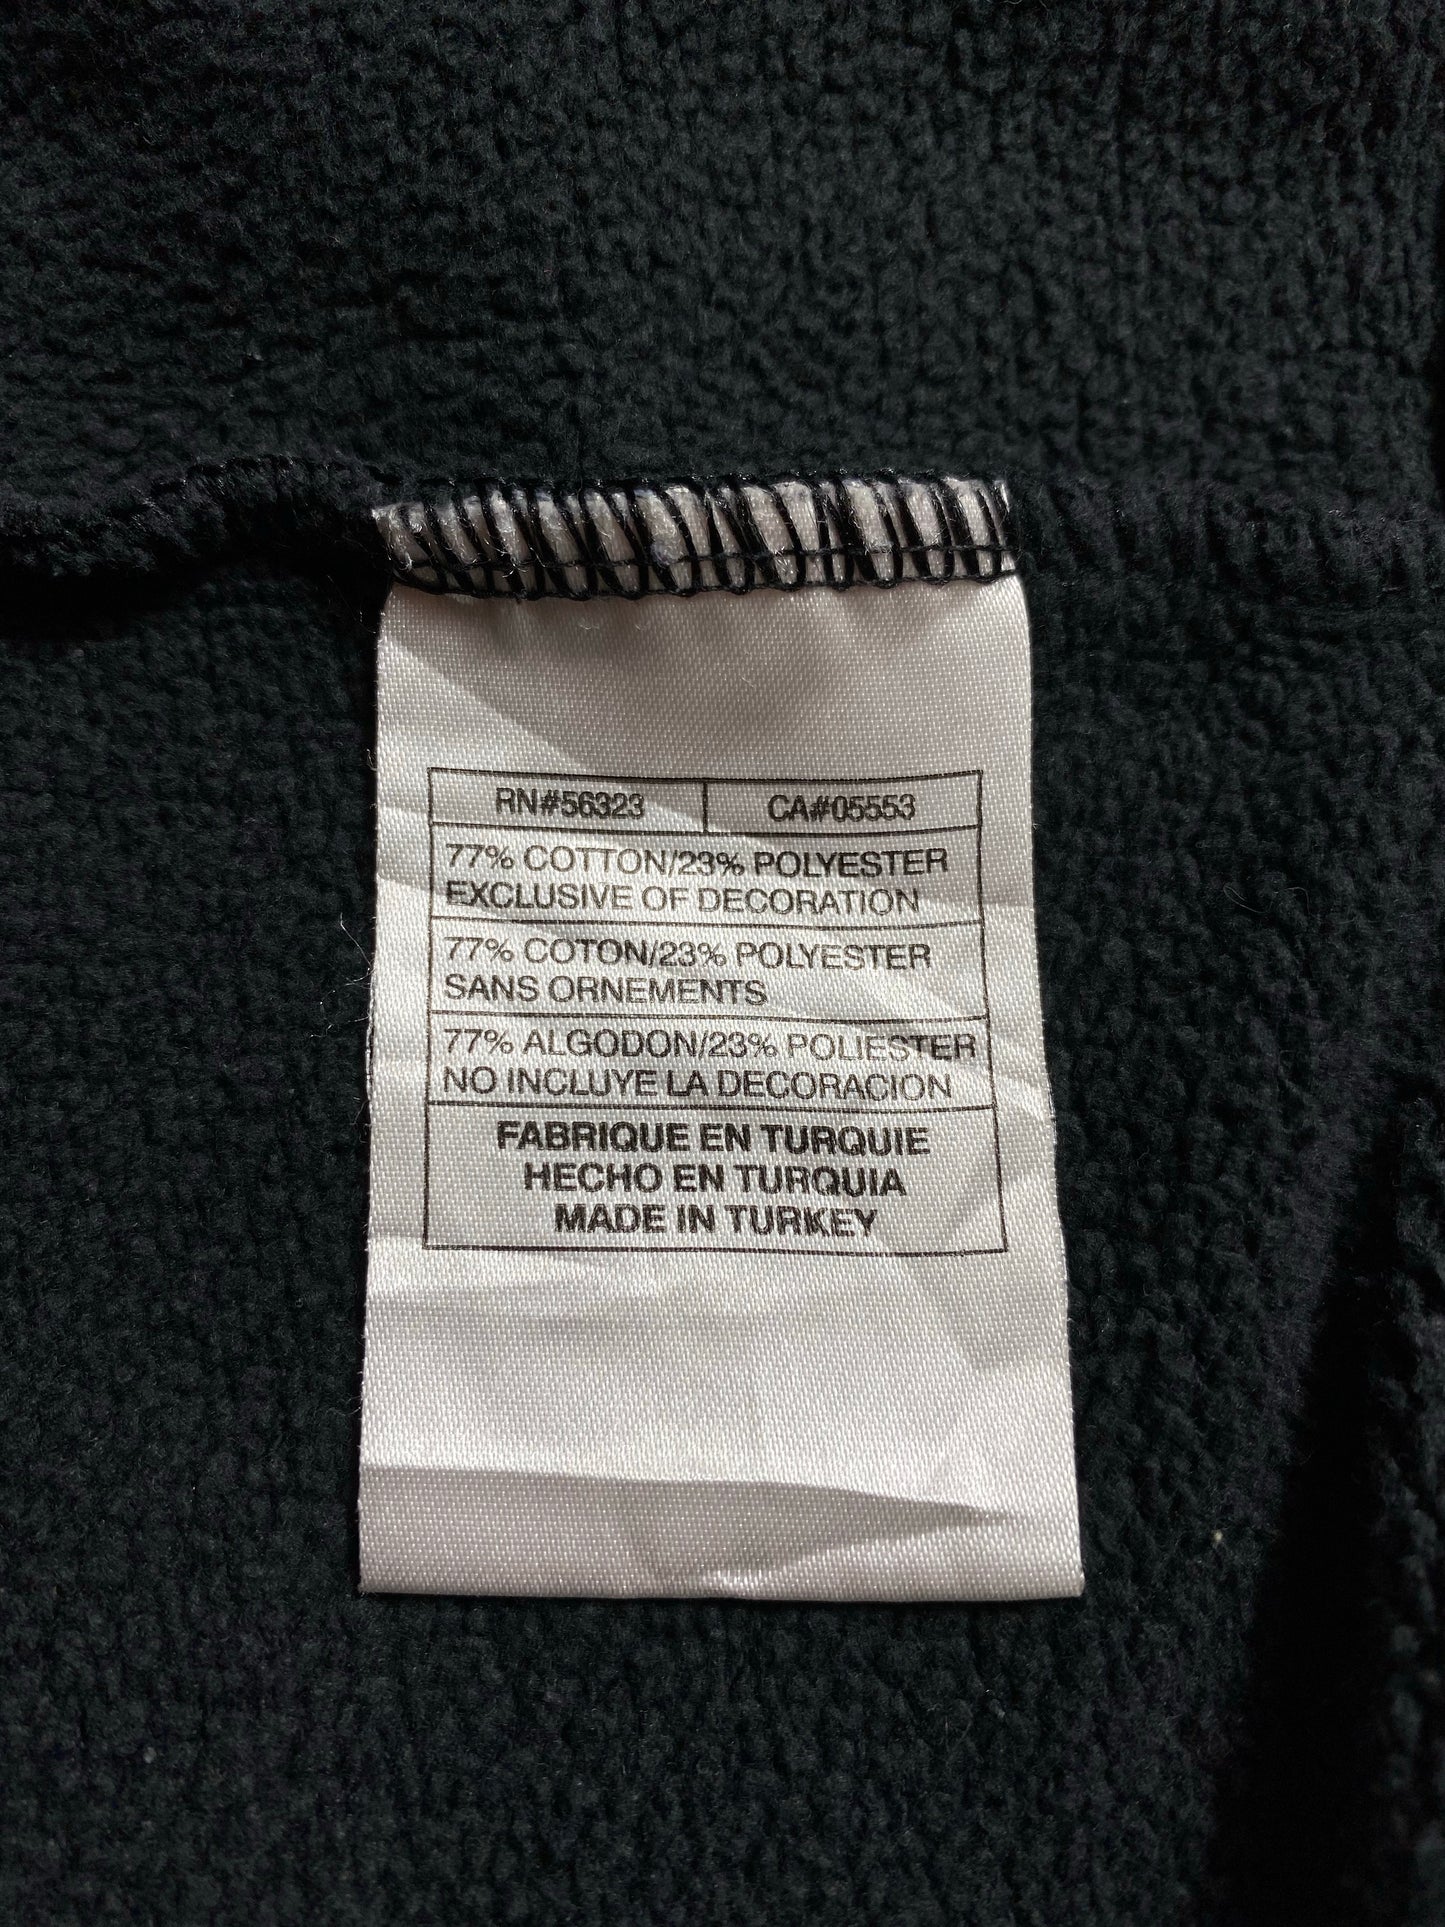 RN#56323 CA#05553
77% COTTON/23% POLYESTER
EXCLUSIVE OF DECORATION
77% COTON/23% POLYESTER
SANS ORNEMENTS
77% ALGODON/23% POLIESTER
NO INCLUYE LA DECORACION
FABRIQUE EN TURQUIE
HECHO EN TURQUIA
MADE IN TURKEY